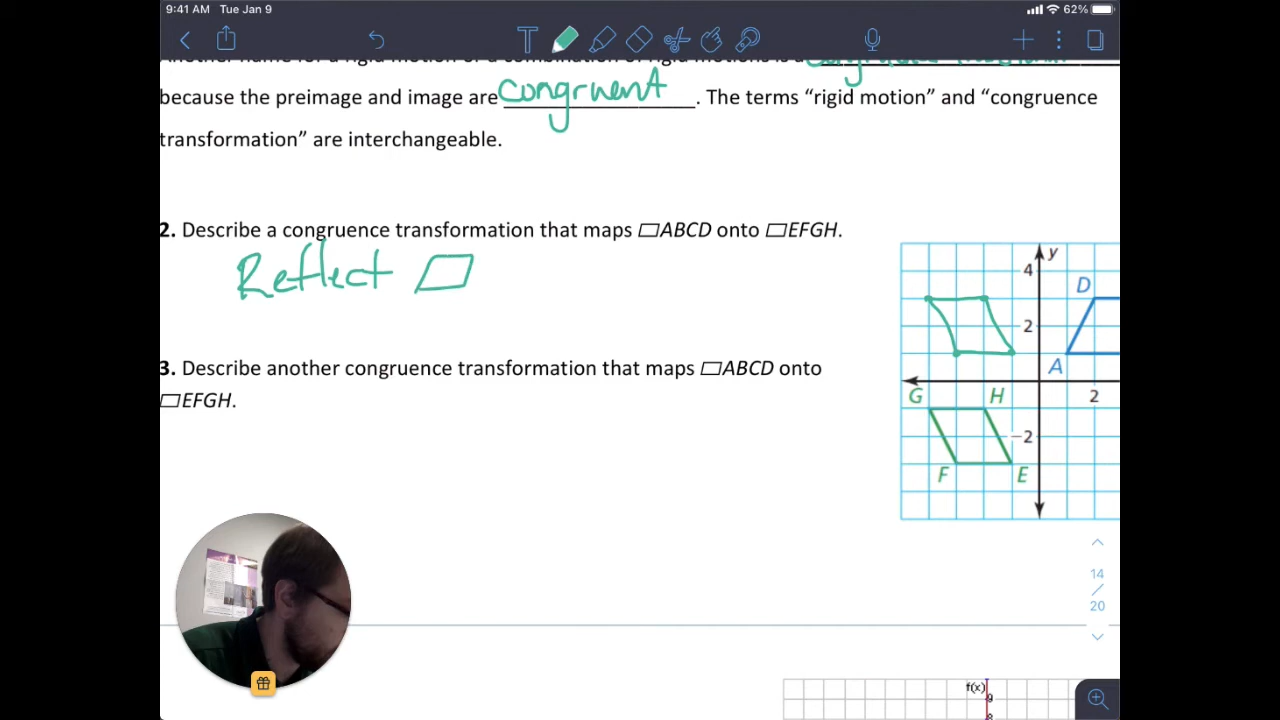 9:41 AM Tue Jan 9
62%
because the preimage and image are congruent. The terms “rigid motion” and “congruence
transformation” are interchangeable.
2. Describe a congruence transformation that maps ▱ABCD onto ▱EFGH.
Reflect ▱
y
4
D
2
A
G
H
2
−2
F
E
3. Describe another congruence transformation that maps ▱ABCD onto
▱EFGH.
14
/
20
f(x)
9
8